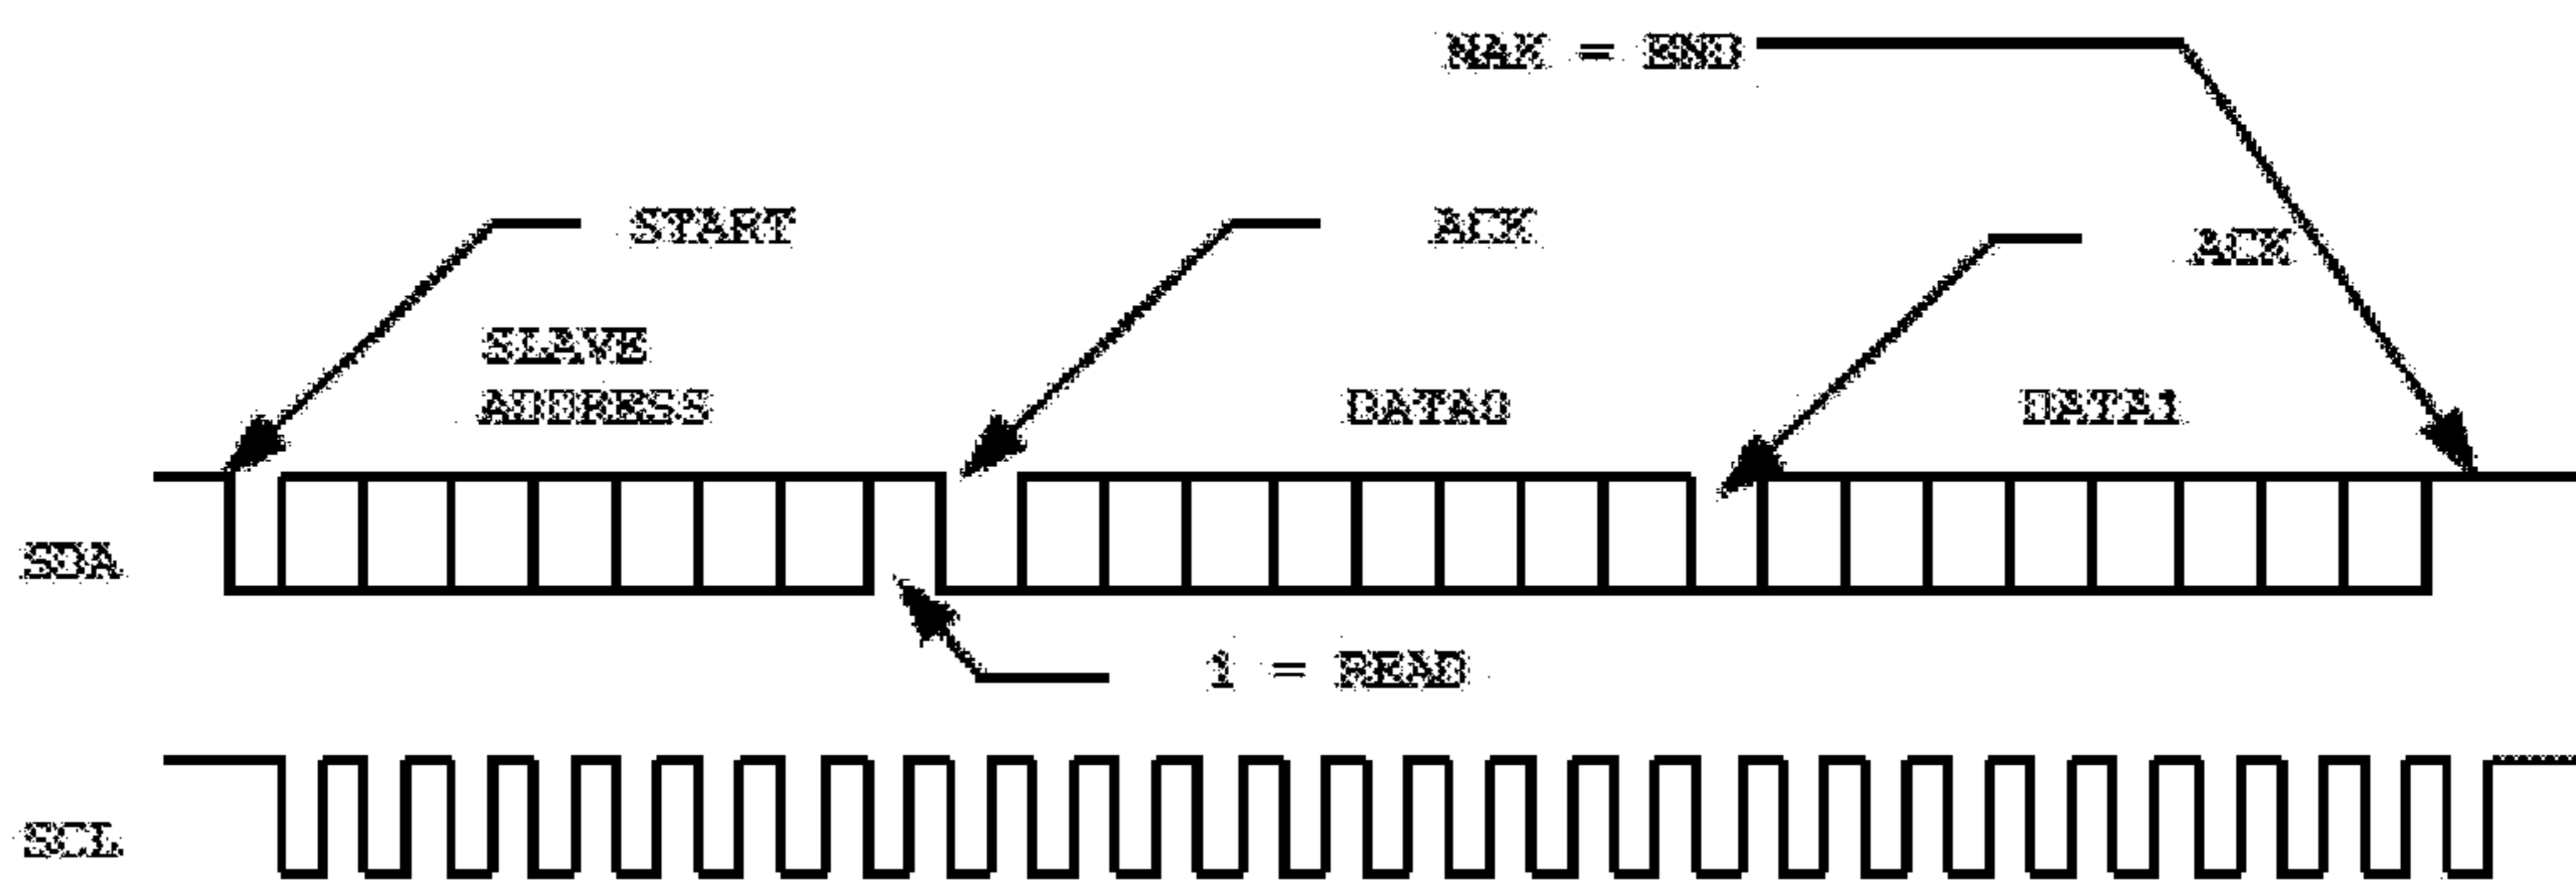 NAK = END
START
ACK
ACK
SLAVE
ADDRESS
DATA0
DATA1
SDA
1 = READ
SCL